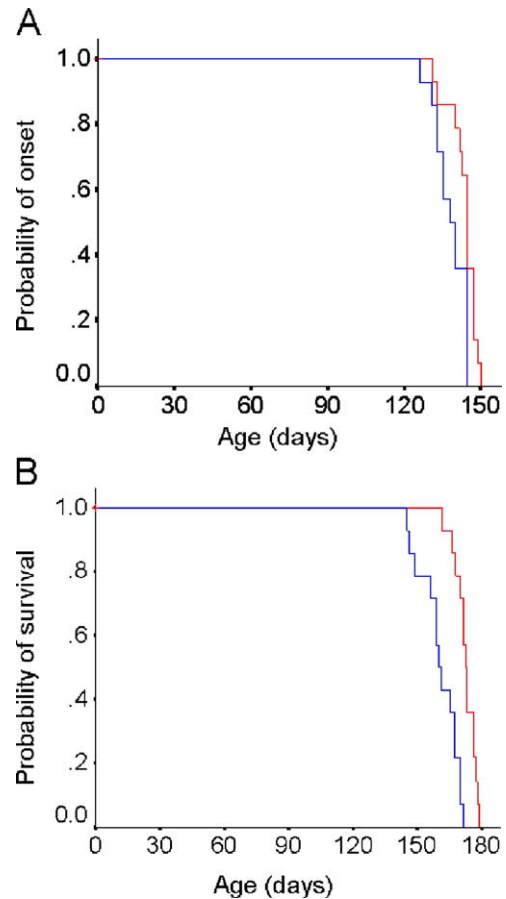 A
Probability of onset
1.0
.8
.6
.4
.2
0.0
0 30 60 90 120 150
Age (days)
B
Probability of survival
1.0
.8
.6
.4
.2
0.0
0 30 60 90 120 150 180
Age (days)